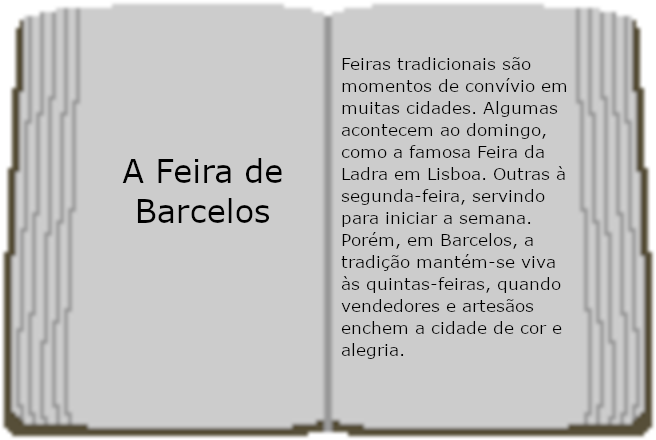 A Feira de
Barcelos
Feiras tradicionais são
momentos de convívio em
muitas cidades. Algumas
acontecem ao domingo,
como a famosa Feira da
Ladra em Lisboa. Outras à
segunda-feira, servindo
para iniciar a semana.
Porém, em Barcelos, a
tradição mantém-se viva
às quintas-feiras, quando
vendedores e artesãos
enchem a cidade de cor e
alegria.